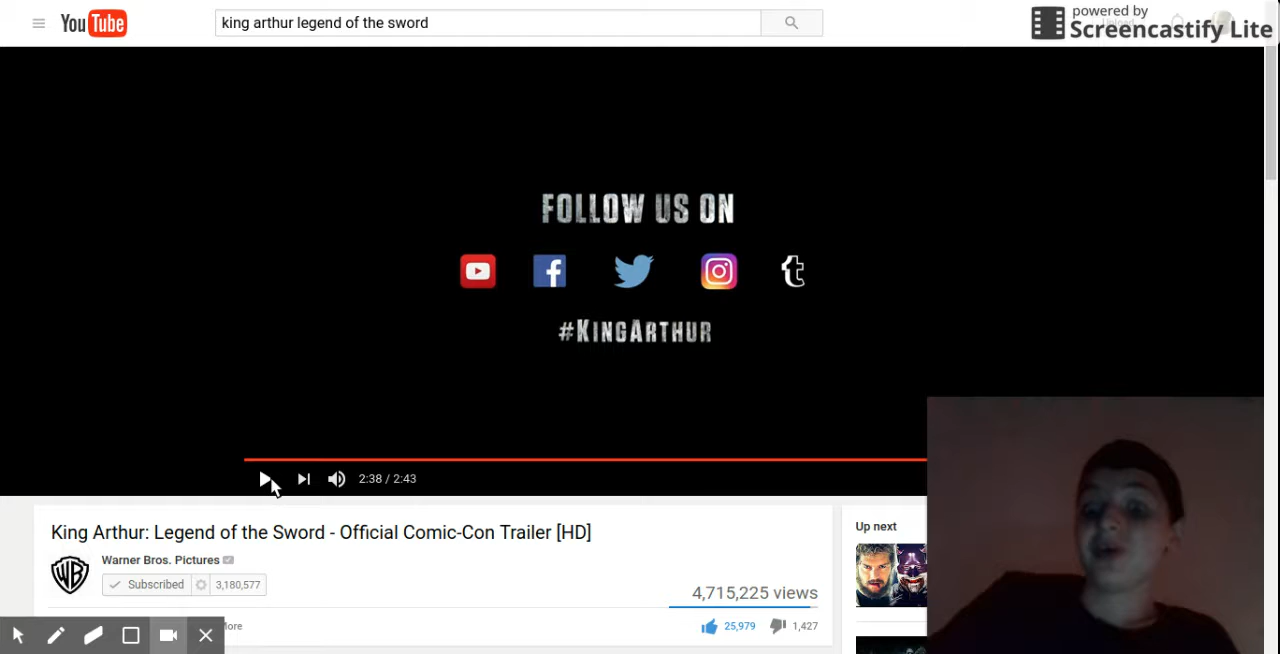 YouTube
king arthur legend of the sword
powered by
Screencastify Lite
FOLLOW US ON
#KINGARTHUR
2:38 / 2:43
King Arthur: Legend of the Sword - Official Comic-Con Trailer [HD]
Up next
WB
Warner Bros. Pictures
Subscribed
3,180,577
4,715,225 views
25,979
1,427